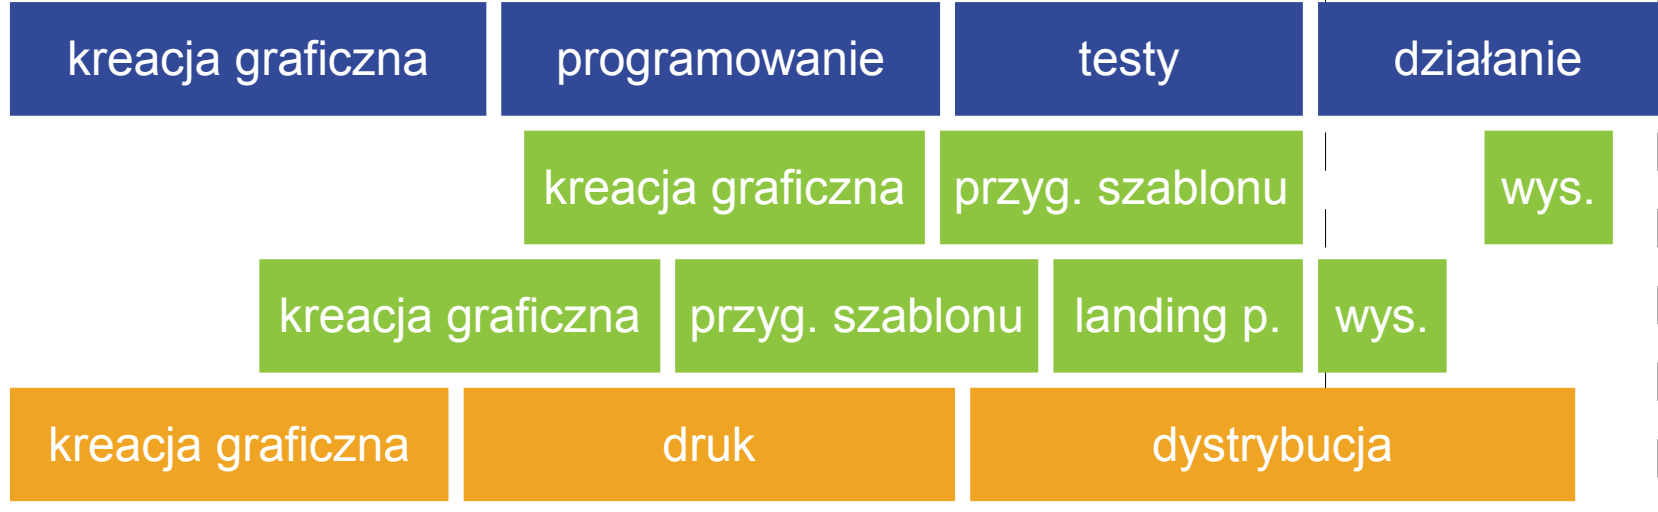 kreacja graficzna programowanie testy działanie
kreacja graficzna przyg. szablonu wys.
kreacja graficzna przyg. szablonu landing p. wys.
kreacja graficzna druk dystrybucja